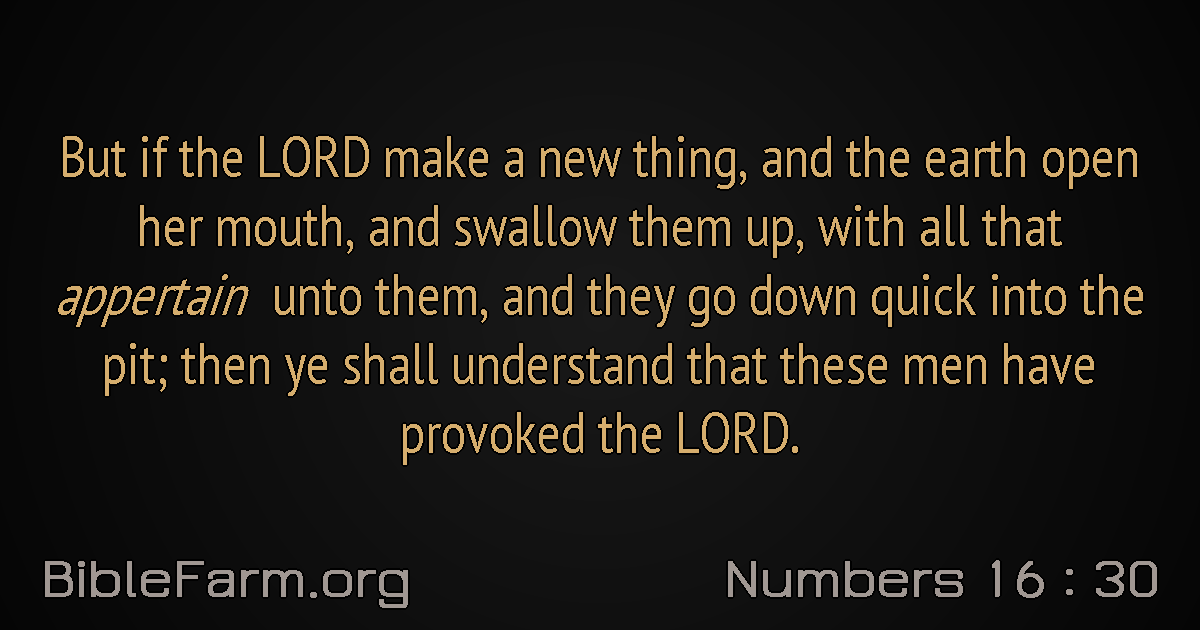 But if the LORD make a new thing, and the earth open
her mouth, and swallow them up, with all that
appertain unto them, and they go down quick into the
pit; then ye shall understand that these men have
provoked the LORD.
BibleFarm.org
Numbers 16 : 30